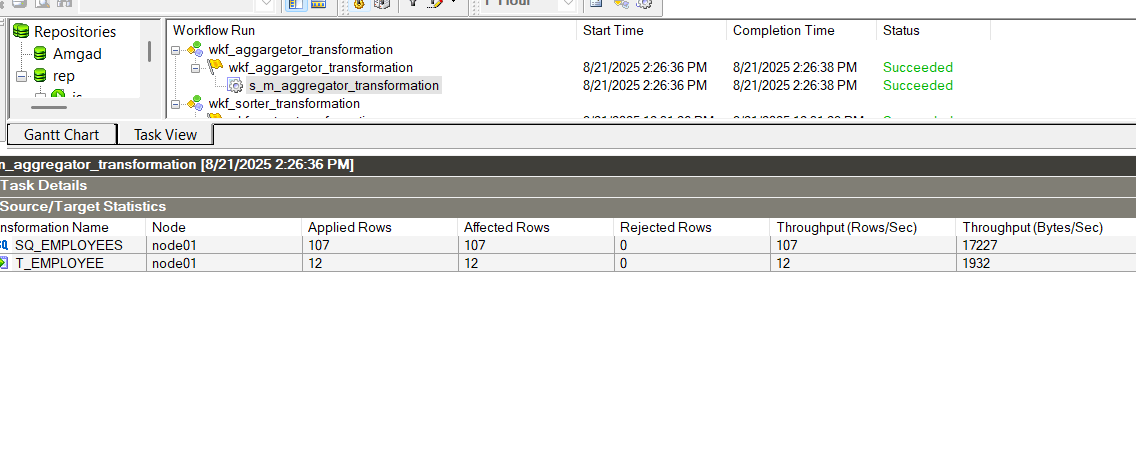 1 Hour
Repositories
Amgad
rep
Workflow Run Start Time Completion Time Status
wkf_aggargetor_transformation
wkf_aggargetor_transformation 8/21/2025 2:26:36 PM 8/21/2025 2:26:38 PM Succeeded
s_m_aggregator_transformation 8/21/2025 2:26:36 PM 8/21/2025 2:26:38 PM Succeeded
wkf_sorter_transformation
Gantt Chart Task View
n_aggregator_transformation [8/21/2025 2:26:36 PM]
Task Details
Source/Target Statistics
nsformation Name Node Applied Rows Affected Rows Rejected Rows Throughput (Rows/Sec) Throughput (Bytes/Sec)
SQ_EMPLOYEES node01 107 107 0 107 17227
T_EMPLOYEE node01 12 12 0 12 1932